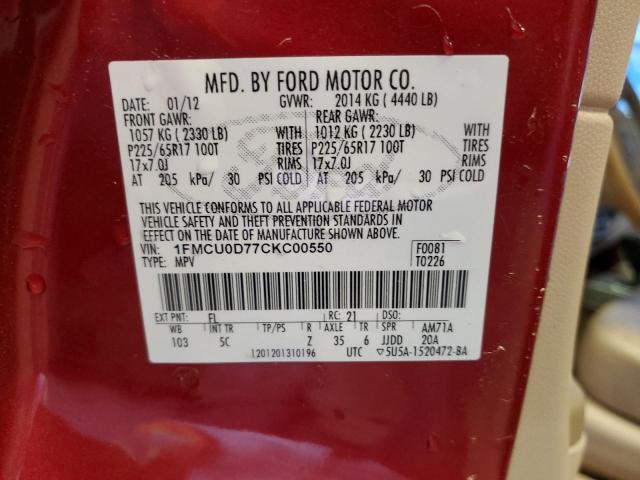 MFD. BY FORD MOTOR CO.
DATE: 01/12 GVWR: 2014 KG ( 4440 LB)
FRONT GAWR: REAR GAWR:
1057 KG ( 2330 LB) WITH 1012 KG ( 2230 LB) WITH
P225/65R17 100T TIRES P225/65R17 100T TIRES
17x7.0J RIMS 17x7.0J RIMS
AT 205 kPa/ 30 PSI COLD AT 205 kPa/ 30 PSI COLD
THIS VEHICLE CONFORMS TO ALL APPLICABLE FEDERAL MOTOR
VEHICLE SAFETY AND THEFT PREVENTION STANDARDS IN
EFFECT ON THE DATE OF MANUFACTURE SHOWN ABOVE.
VIN: 1FMCU0D77CKC00550 F0081
TYPE: MPV T0226
EXT PNT: FL RC: 21 DSO:
WB INT TR TP/PS R AXLE TR SPR AM71A
103 5C Z 35 6 JJDD 20A
1201201310196 UTC ▽5U5A-1520472-BA
Ford